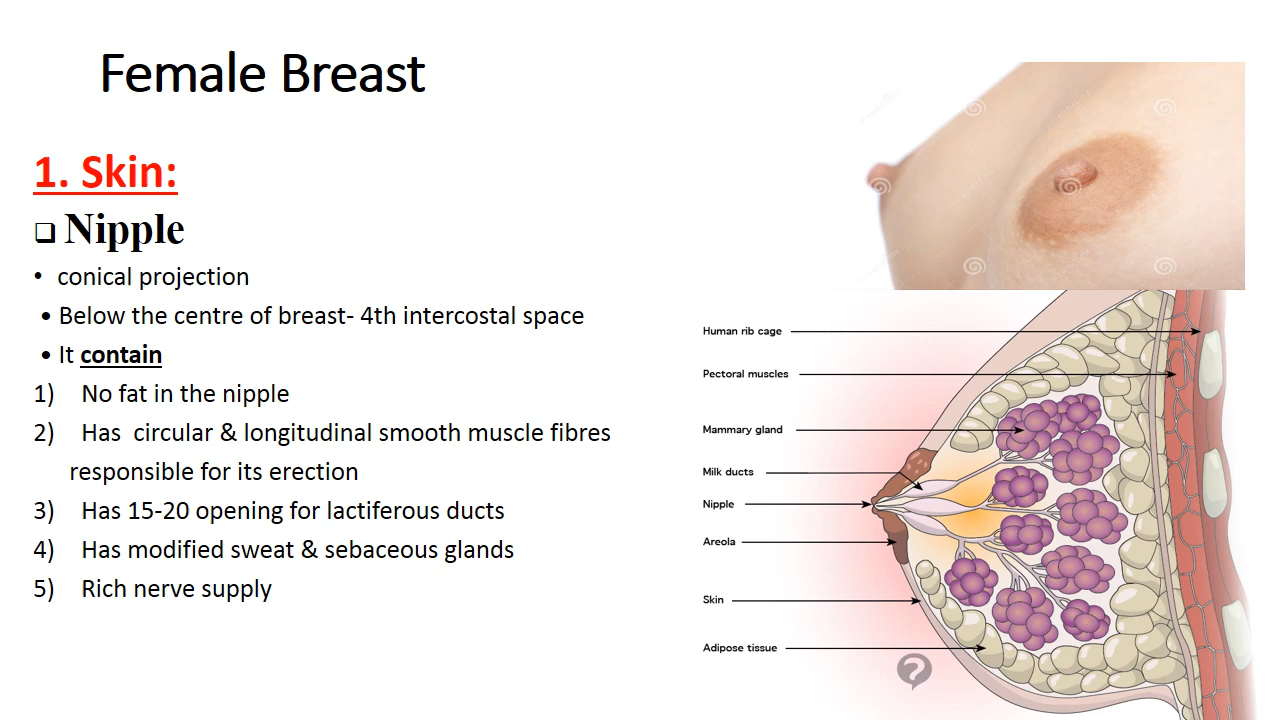 Female Breast
1. Skin:
❑ Nipple
• conical projection
• Below the centre of breast- 4th intercostal space
• It contain
1) No fat in the nipple
2) Has circular & longitudinal smooth muscle fibres
responsible for its erection
3) Has 15-20 opening for lactiferous ducts
4) Has modified sweat & sebaceous glands
5) Rich nerve supply
Human rib cage
Pectoral muscles
Mammary gland
Milk ducts
Nipple
Areola
Skin
Adipose tissue
?